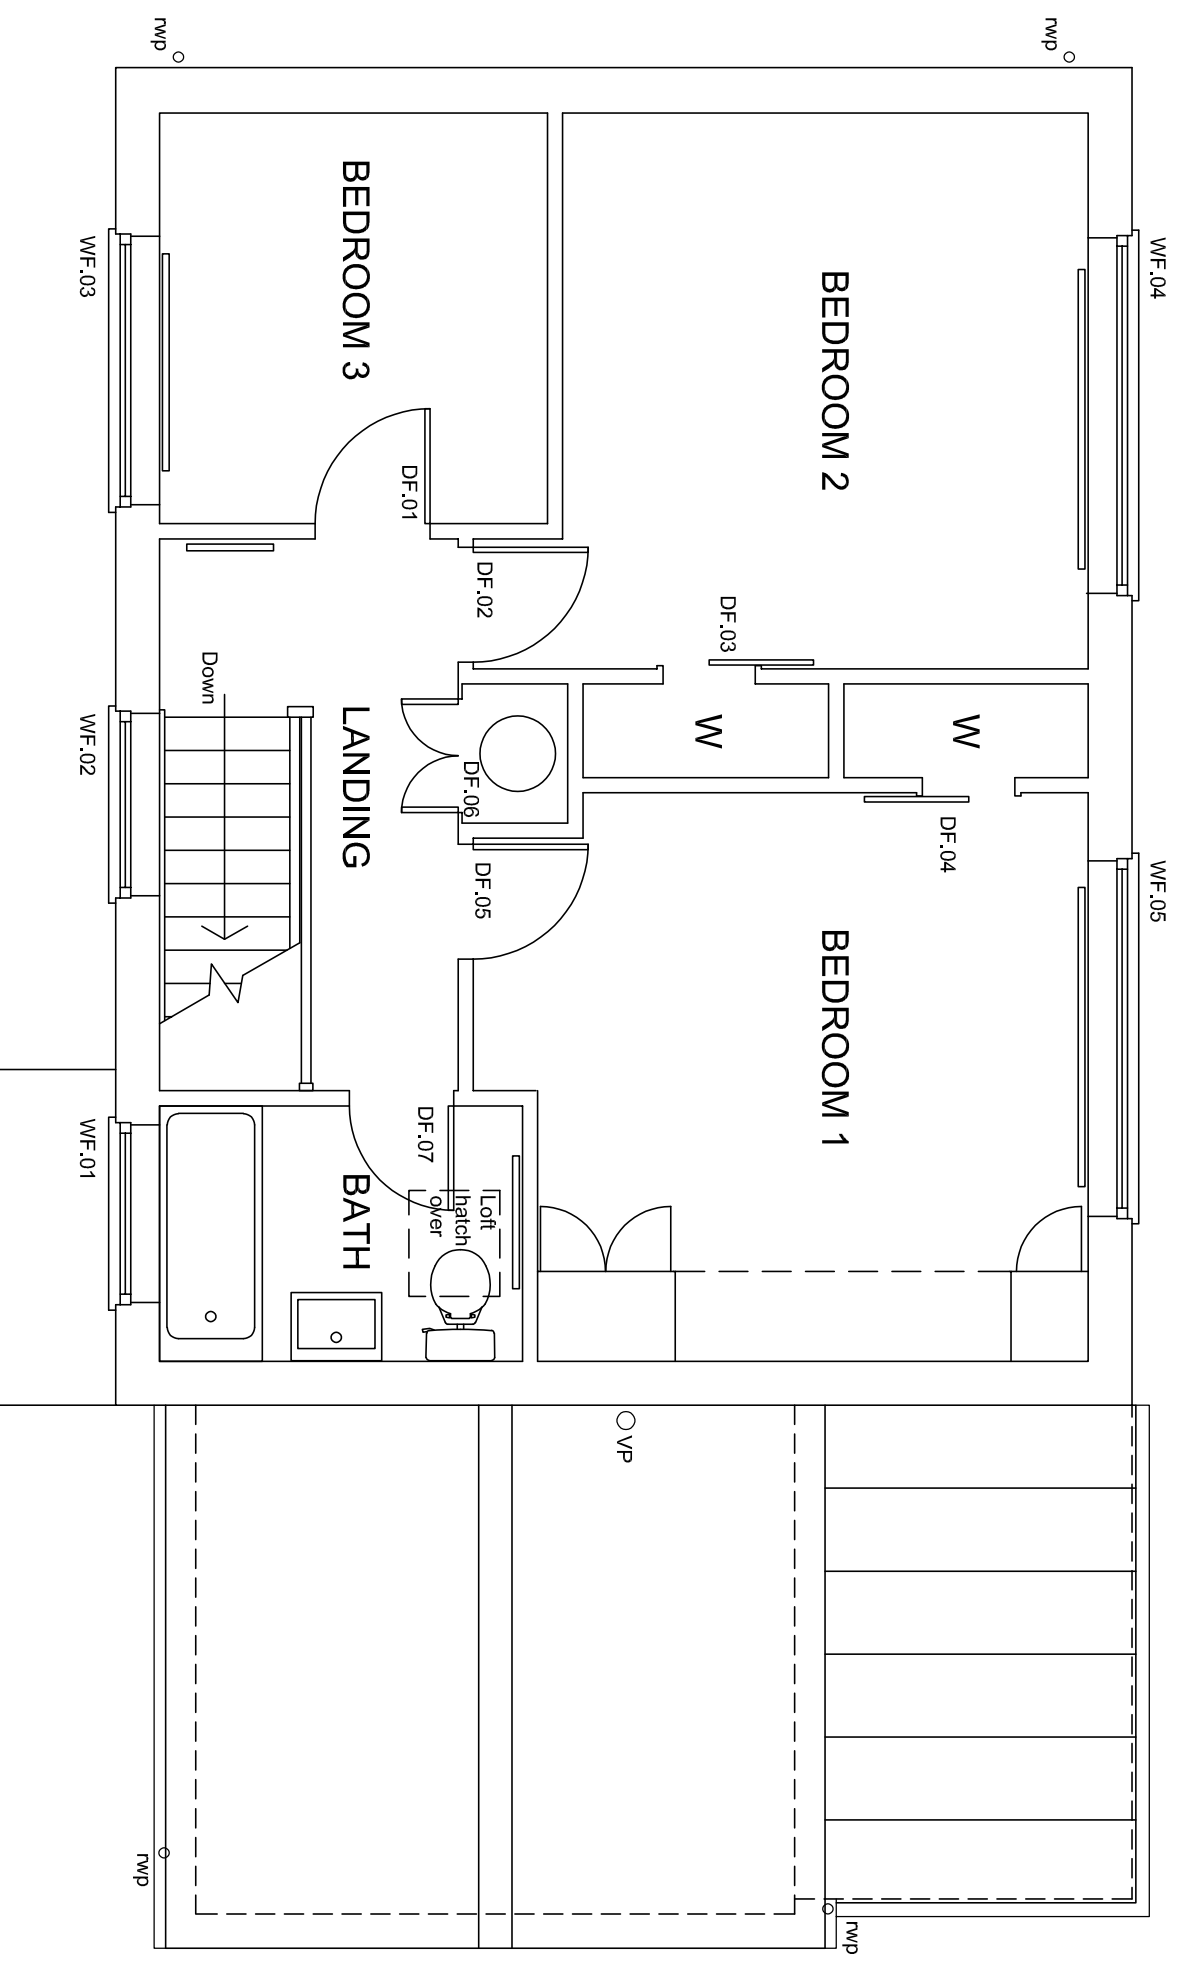 rwp
rwp
WF.03
WF.04
BEDROOM 3
BEDROOM 2
DF.01
DF.02
DF.03
Down
WF.02
LANDING
DF.06
W
W
DF.04
DF.05
WF.05
BEDROOM 1
WF.01
DF.07
BATH
Loft
hatch
over
VP
rwp
rwp